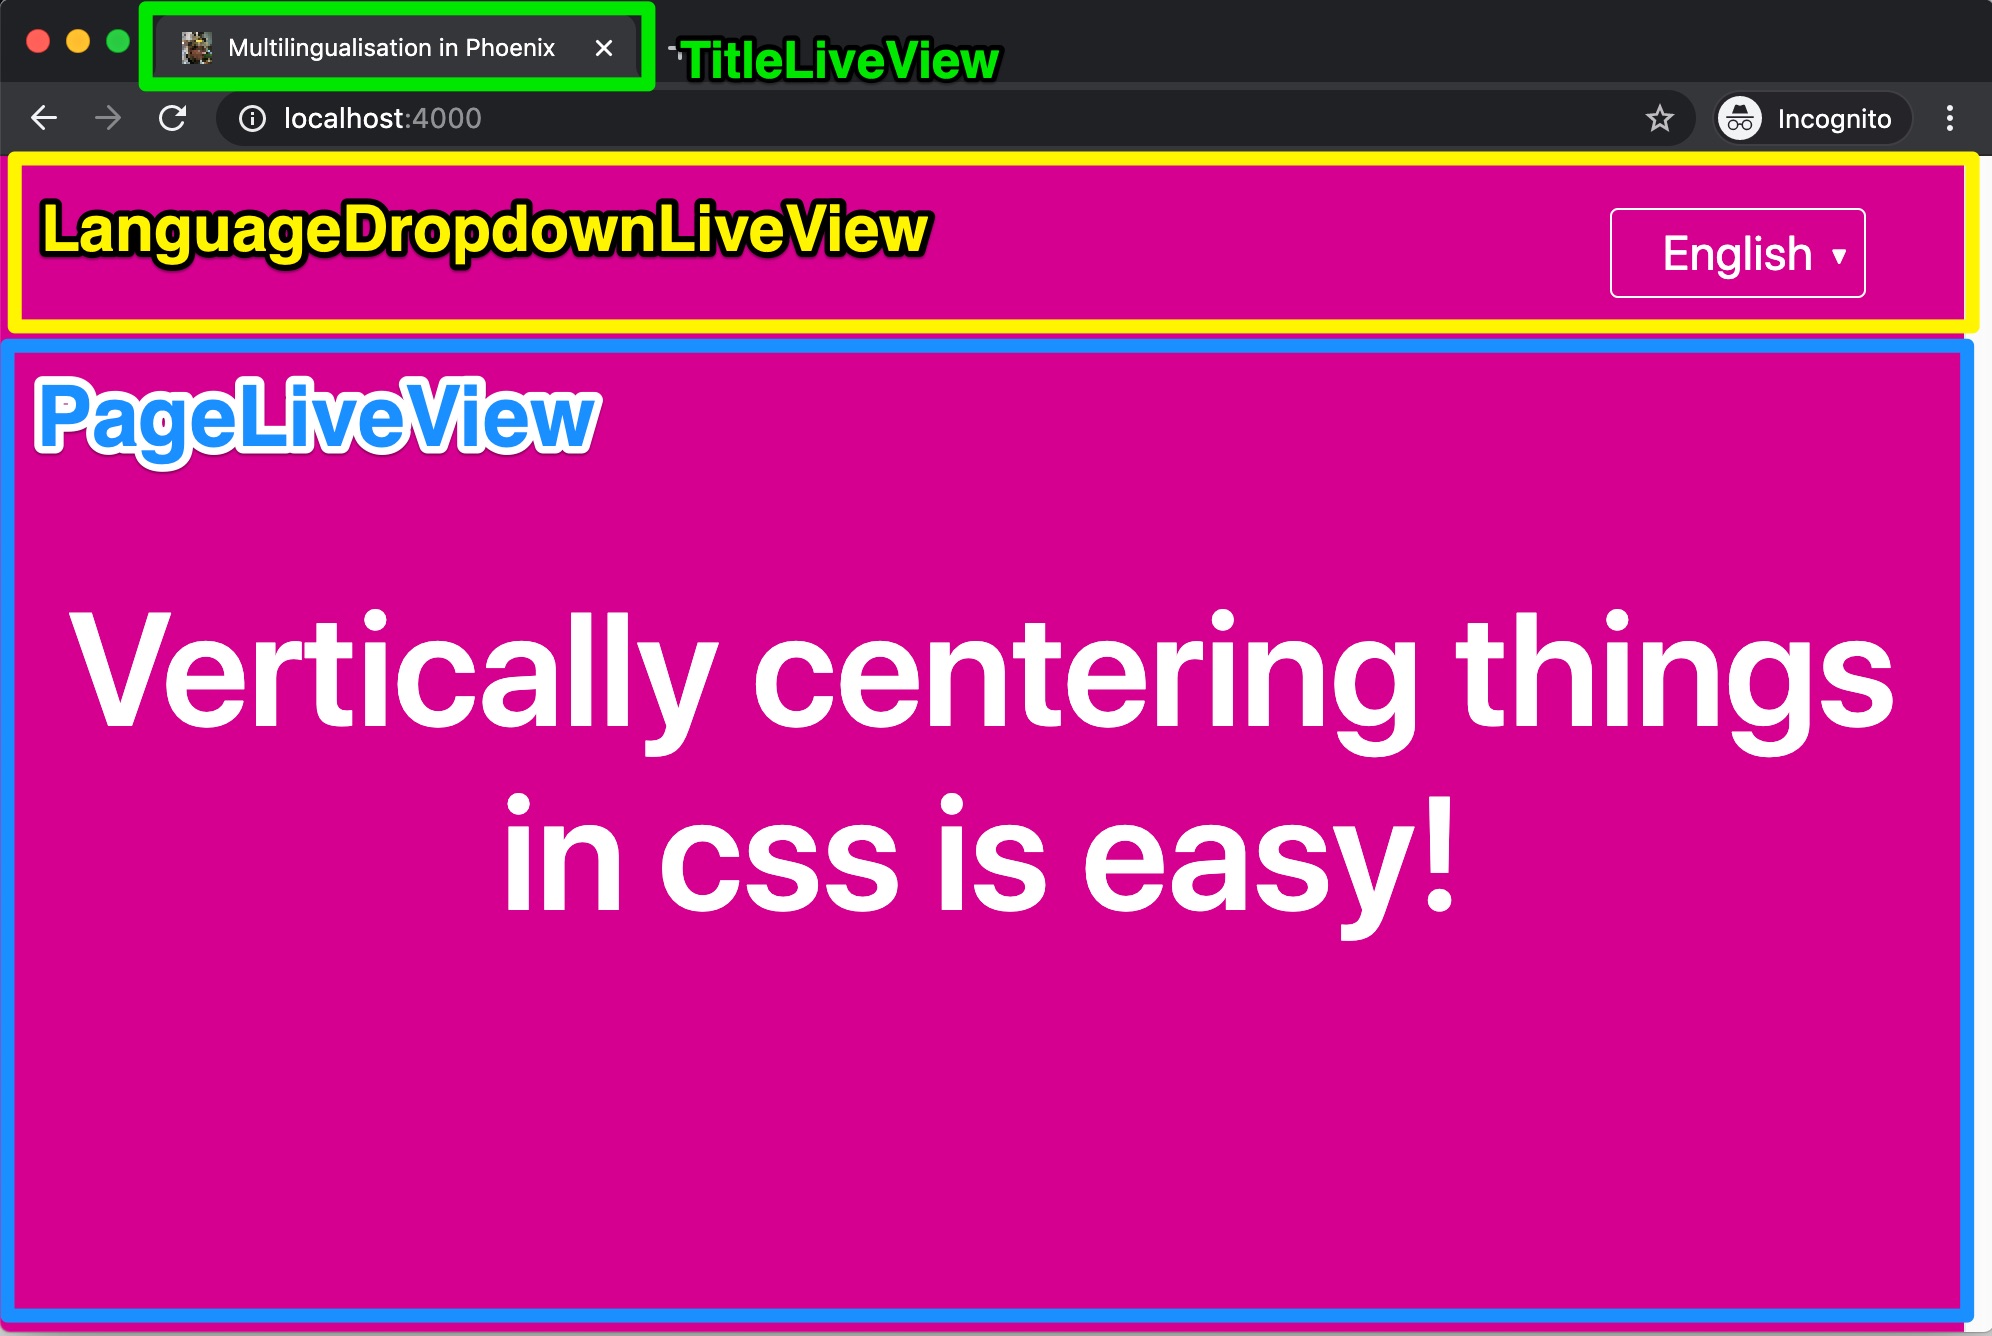 Multilingualisation in Phoenix
TitleLiveView
localhost:4000
Incognito
LanguageDropdownLiveView
English
PageLiveView
Vertically centering things
in css is easy!